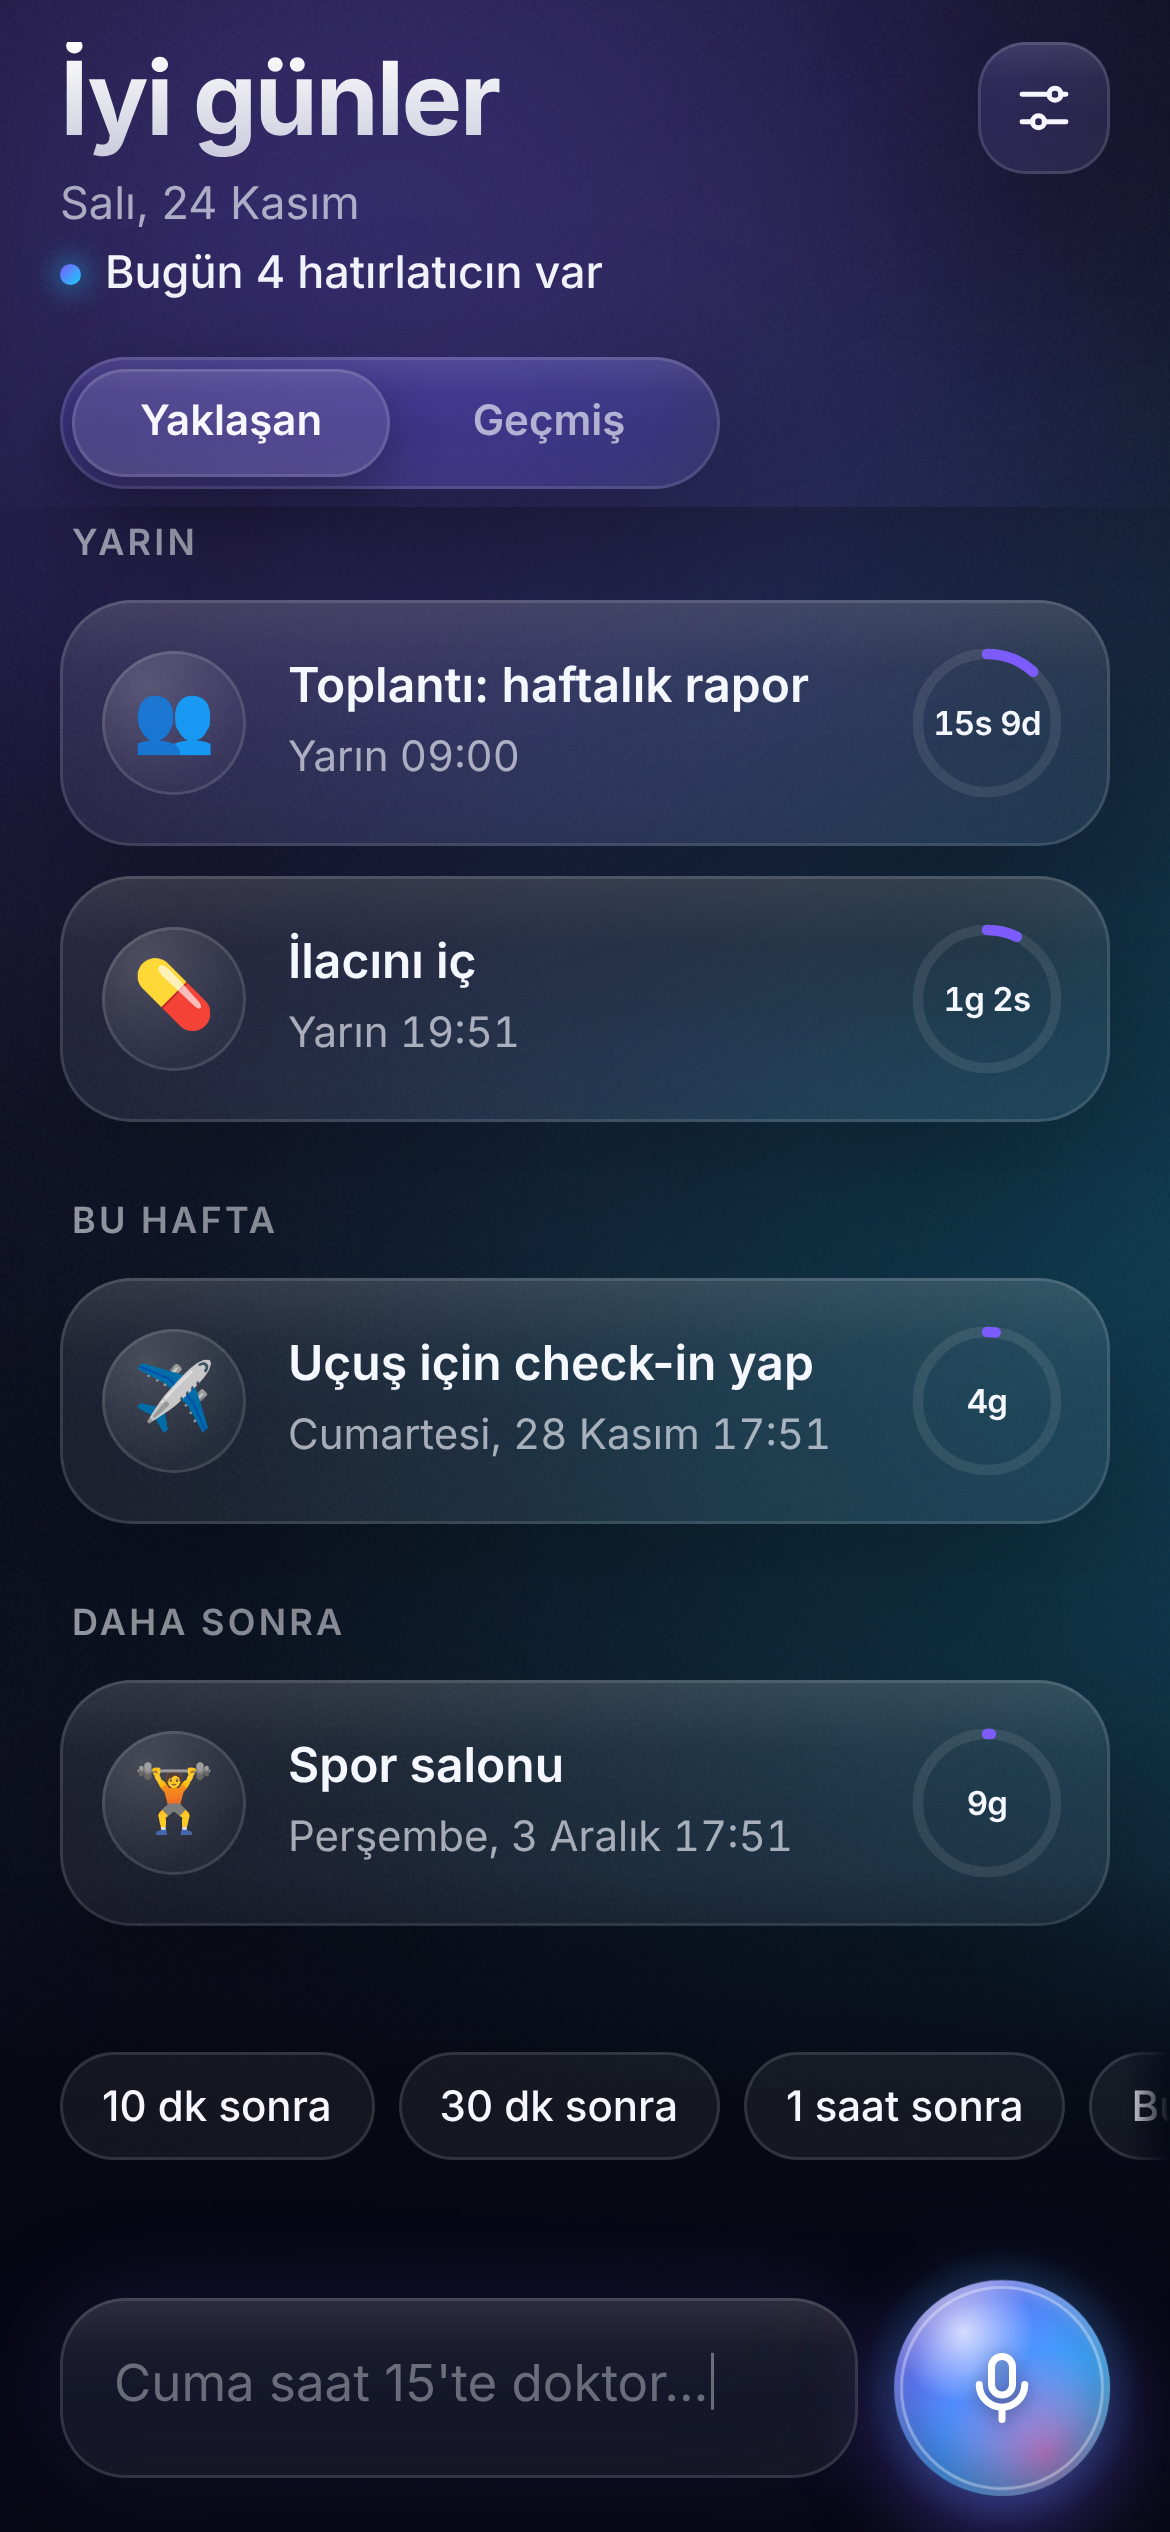 İyi günler
Salı, 24 Kasım
Bugün 4 hatırlatıcın var
Yaklaşan
Geçmiş
YARIN
Toplantı: haftalık rapor
Yarın 09:00
15s 9d
İlacını iç
Yarın 19:51
1g 2s
BU HAFTA
Uçuş için check-in yap
Cumartesi, 28 Kasım 17:51
4g
DAHA SONRA
Spor salonu
Perşembe, 3 Aralık 17:51
9g
10 dk sonra
30 dk sonra
1 saat sonra
Cuma saat 15'te doktor...